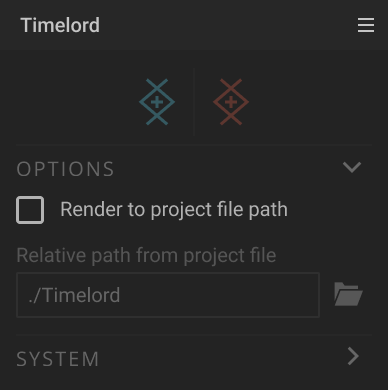 Timelord
OPTIONS
Render to project file path
Relative path from project file
./Timelord
SYSTEM